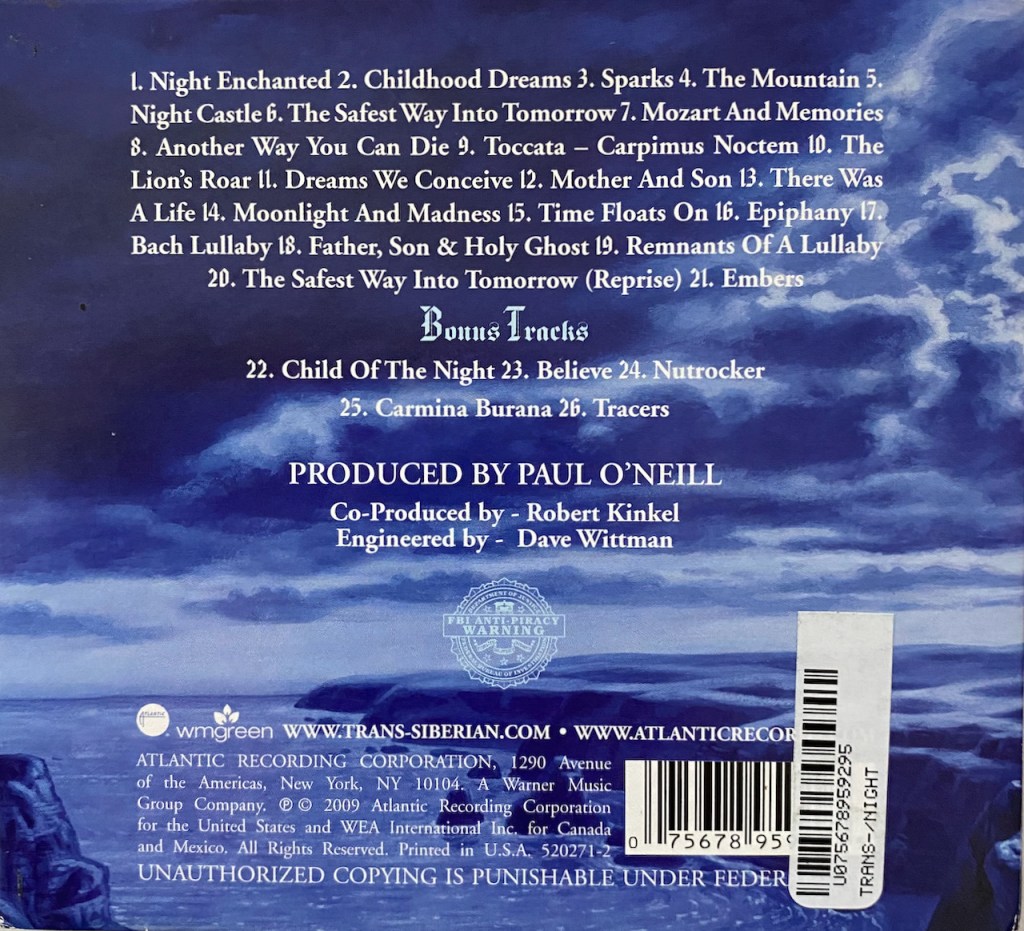 1. Night Enchanted 2. Childhood Dreams 3. Sparks 4. The Mountain 5.
Night Castle 6. The Safest Way Into Tomorrow 7. Mozart And Memories
8. Another Way You Can Die 9. Toccata – Carpimus Noctem 10. The
Lion's Roar 11. Dreams We Conceive 12. Mother And Son 13. There Was
A Life 14. Moonlight And Madness 15. Time Floats On 16. Epiphany 17.
Bach Lullaby 18. Father, Son & Holy Ghost 19. Remnants Of A Lullaby
20. The Safest Way Into Tomorrow (Reprise) 21. Embers
Bonus Tracks
22. Child Of The Night 23. Believe 24. Nutrocker
25. Carmina Burana 26. Tracers
PRODUCED BY PAUL O'NEILL
Co-Produced by - Robert Kinkel
Engineered by - Dave Wittman
DEPARTMENT OF JUSTICE
FBI ANTI-PIRACY
WARNING
FEDERAL BUREAU OF INVESTIGATION
ATLANTIC
wmgreen WWW.TRANS-SIBERIAN.COM • WWW.ATLANTICRECOR
ATLANTIC RECORDING CORPORATION, 1290 Avenue
of the Americas, New York, NY 10104. A Warner Music
Group Company. ℗ © 2009 Atlantic Recording Corporation
for the United States and WEA International Inc. for Canada
and Mexico. All Rights Reserved. Printed in U.S.A. 520271-2
UNAUTHORIZED COPYING IS PUNISHABLE UNDER FEDER
0 75678 959
U075678959295
TRANS-/NIGHT